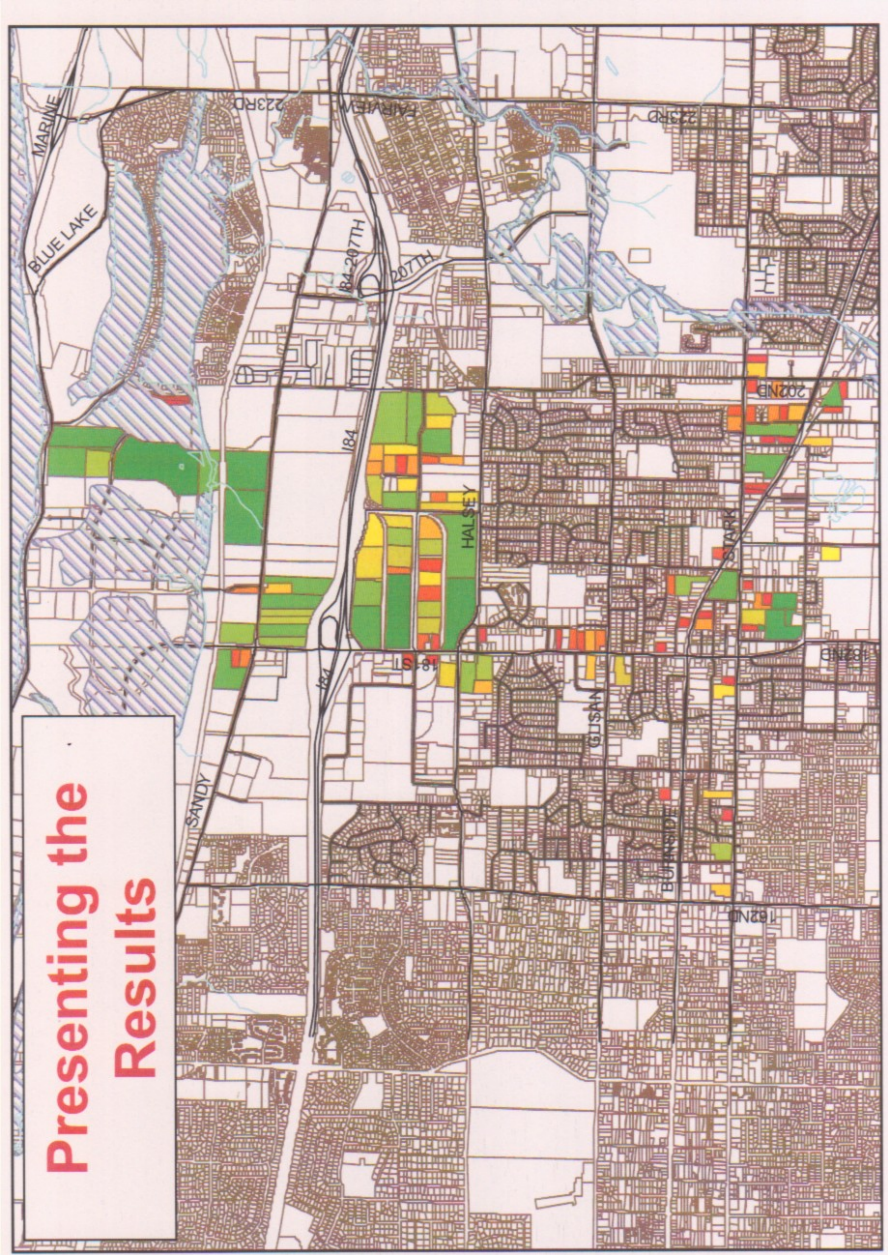 Presenting the
Results
MARINE
BLUE LAKE
223RD
FAIRVIEW
223RD
I84-207TH
207TH
I84
202ND
HALSEY
STARK
181ST
I84
182ND
GLISAN
SANDY
BURNSIDE
162ND